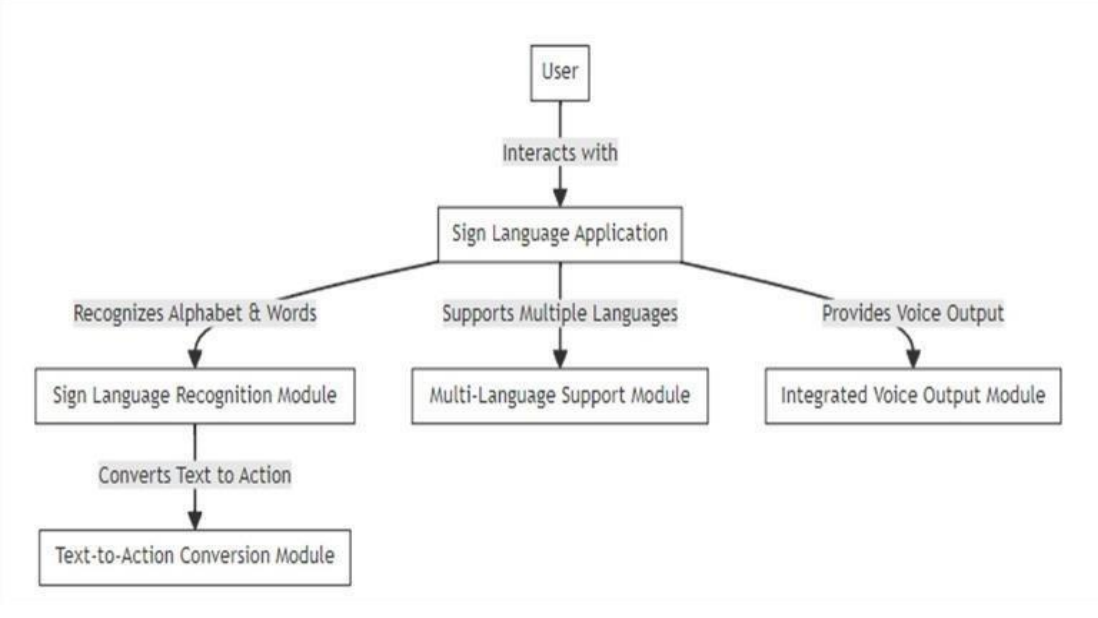 User
Interacts with
Sign Language Application
Recognizes Alphabet & Words
Supports Multiple Languages
Provides Voice Output
Sign Language Recognition Module
Multi-Language Support Module
Integrated Voice Output Module
Converts Text to Action
Text-to-Action Conversion Module